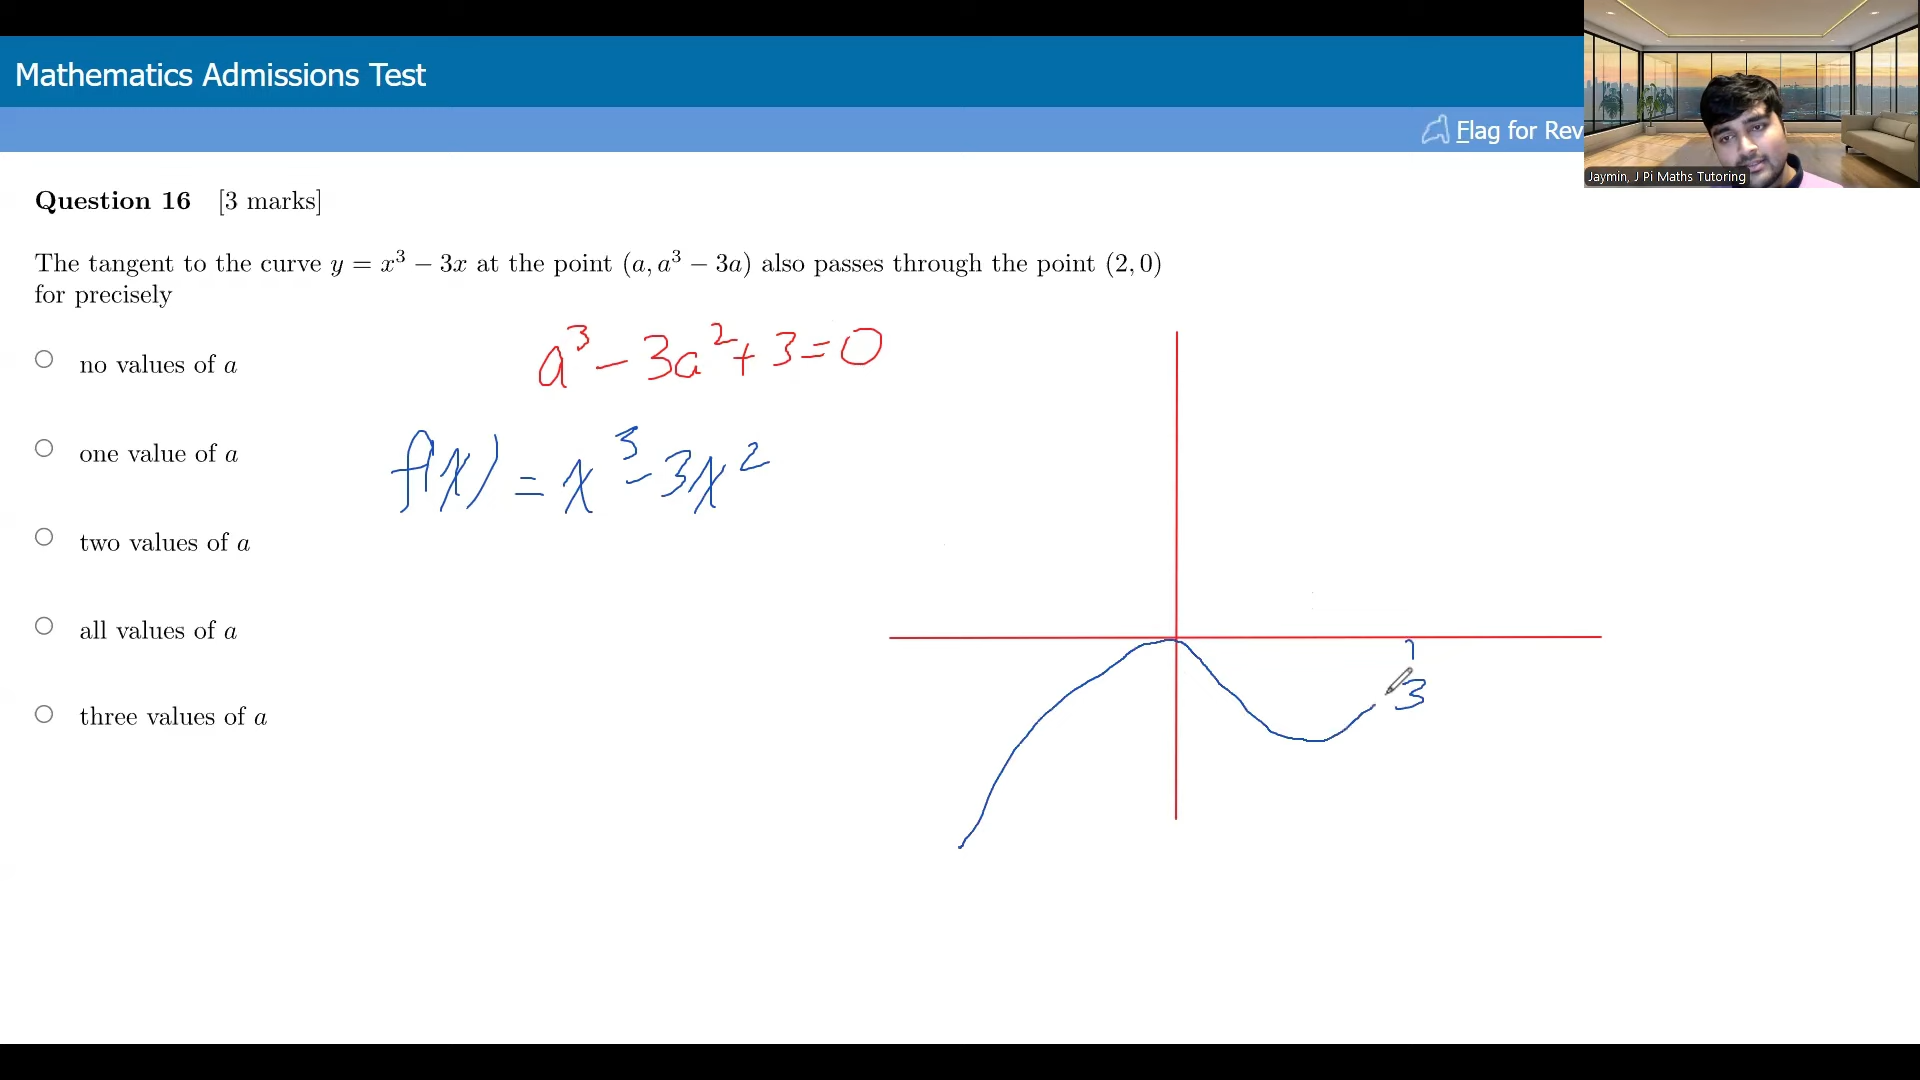 Mathematics Admissions Test
Flag for Rev
Jaymin, J Pi Maths Tutoring
Question 16 [3 marks]
The tangent to the curve y = x³ − 3x at the point (a, a³ − 3a) also passes through the point (2, 0)
for precisely
a³ − 3a² + 3 = 0
no values of a
f(x) = x³ − 3x²
one value of a
two values of a
all values of a
3
three values of a